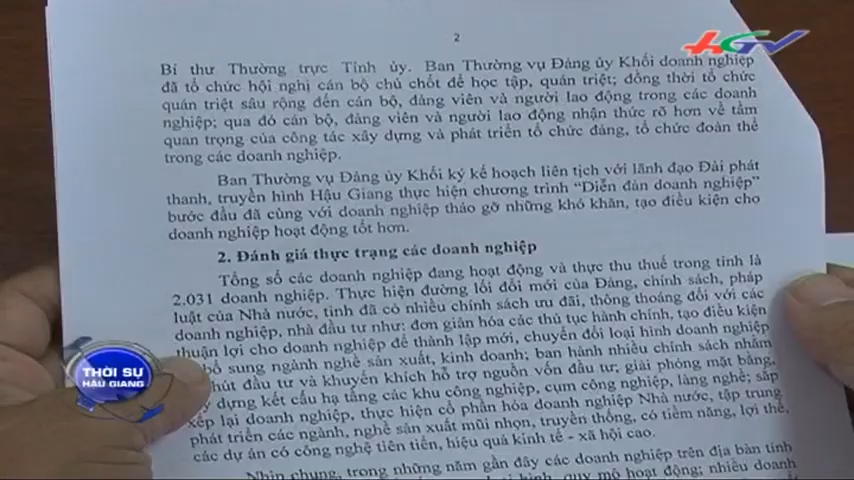 2
HGV
Bí thư Thường trực Tỉnh ủy. Ban Thường vụ Đảng ủy Khối doanh nghiệp
đã tổ chức hội nghị cán bộ chủ chốt để học tập, quán triệt; đồng thời tổ chức
quán triệt sâu rộng đến cán bộ, đảng viên và người lao động trong các doanh
nghiệp; qua đó cán bộ, đảng viên và người lao động nhận thức rõ hơn về tầm
quan trọng của công tác xây dựng và phát triển tổ chức đảng, tổ chức đoàn thể
trong các doanh nghiệp.
Ban Thường vụ Đảng ủy Khối ký kế hoạch liên tịch với lãnh đạo Đài phát
thanh, truyền hình Hậu Giang thực hiện chương trình “Diễn đàn doanh nghiệp”
bước đầu đã cùng với doanh nghiệp tháo gỡ những khó khăn, tạo điều kiện cho
doanh nghiệp hoạt động tốt hơn.
2. Đánh giá thực trạng các doanh nghiệp
Tổng số các doanh nghiệp đang hoạt động và thực thu thuế trong tỉnh là
2.031 doanh nghiệp. Thực hiện đường lối đổi mới của Đảng, chính sách, pháp
luật của Nhà nước, tỉnh đã có nhiều chính sách ưu đãi, thông thoáng đối với các
doanh nghiệp, nhà đầu tư như: đơn giản hóa các thủ tục hành chính, tạo điều kiện
thuận lợi cho doanh nghiệp để thành lập mới, chuyển đổi loại hình doanh nghiệp
bổ sung ngành nghề sản xuất, kinh doanh; ban hành nhiều chính sách nhằm
hút đầu tư và khuyến khích hỗ trợ nguồn vốn đầu tư; giải phóng mặt bằng,
dựng kết cấu hạ tầng các khu công nghiệp, cụm công nghiệp, làng nghề; sắp
xếp lại doanh nghiệp, thực hiện cổ phần hóa doanh nghiệp Nhà nước, tập trung
phát triển các ngành, nghề sản xuất mũi nhọn, truyền thống, có tiềm năng, lợi thế,
các dự án có công nghệ tiên tiến, hiệu quả kinh tế - xã hội cao.
Nhìn chung, trong những năm gần đây các doanh nghiệp trên địa bàn tỉnh
quy mô hoạt động; nhiều doanh
THỜI SỰ
HẬU GIANG